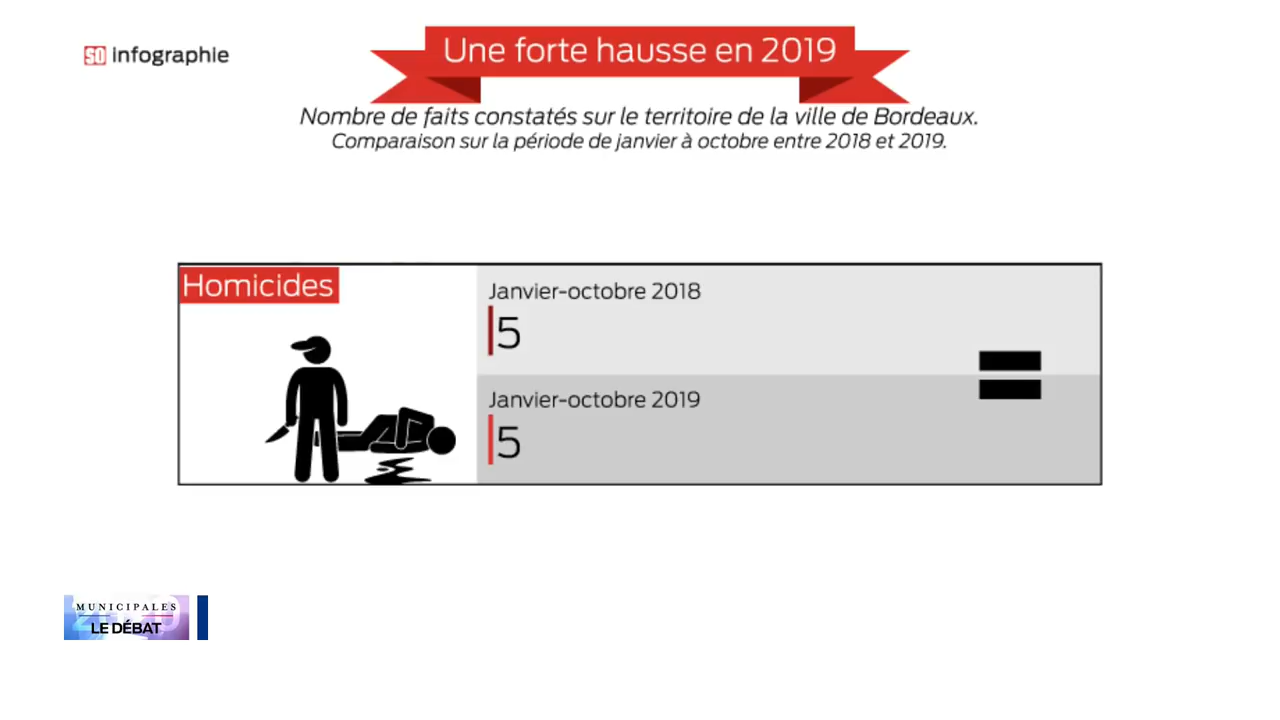 SO infographie
Une forte hausse en 2019
Nombre de faits constatés sur le territoire de la ville de Bordeaux.
Comparaison sur la période de janvier à octobre entre 2018 et 2019.
Homicides
Janvier-octobre 2018
5
Janvier-octobre 2019
5
=
MUNICIPALES
2020
LE DÉBAT